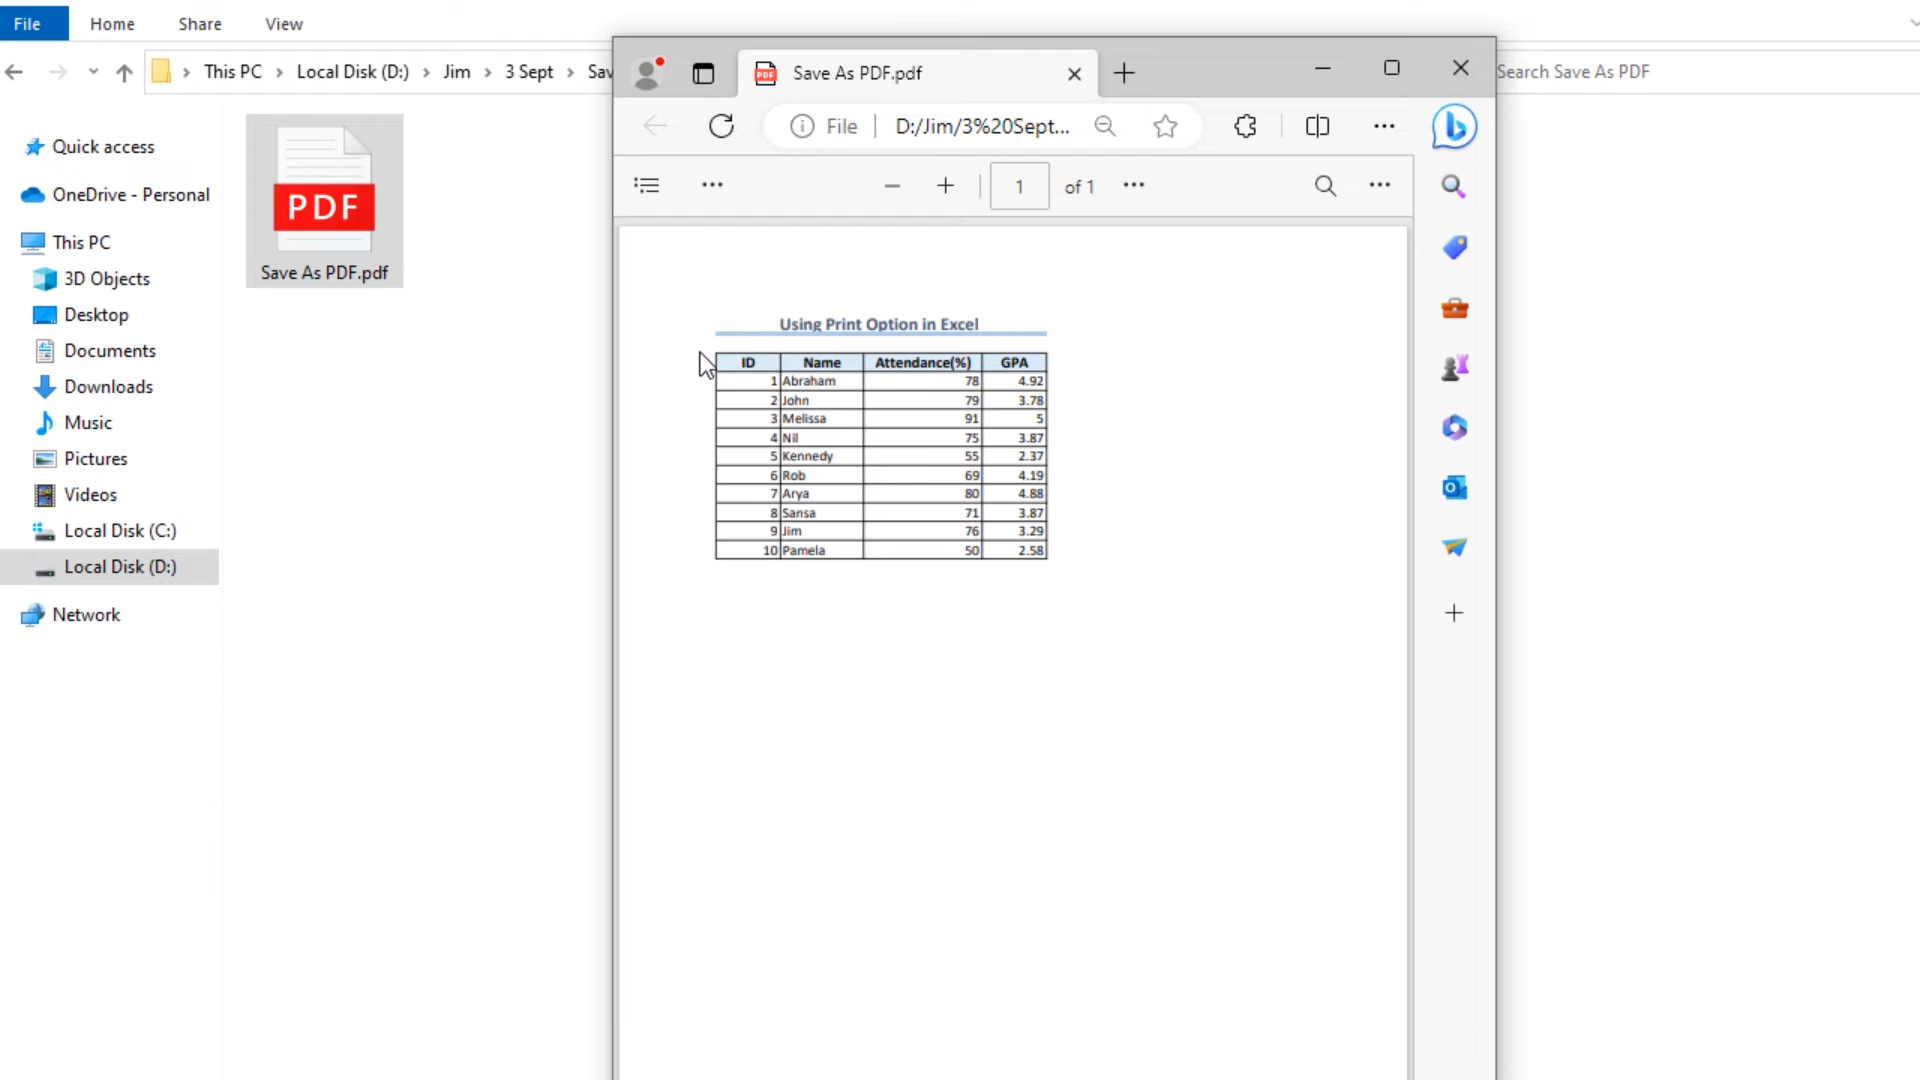 File Home Share View
This PC > Local Disk (D:) > Jim > 3 Sept > Sav
Search Save As PDF
Quick access
OneDrive - Personal
This PC
3D Objects
Desktop
Documents
Downloads
Music
Pictures
Videos
Local Disk (C:)
Local Disk (D:)
Network
PDF
Save As PDF.pdf
PDF Save As PDF.pdf
File D:/Jim/3%20Sept...
1 of 1
Using Print Option in Excel
ID Name Attendance(%) GPA
1 Abraham 78 4.92
2 John 79 3.78
3 Melissa 91 5
4 Nil 75 3.87
5 Kennedy 55 2.37
6 Rob 69 4.19
7 Arya 80 4.88
8 Sansa 71 3.87
9 Jim 76 3.29
10 Pamela 50 2.58